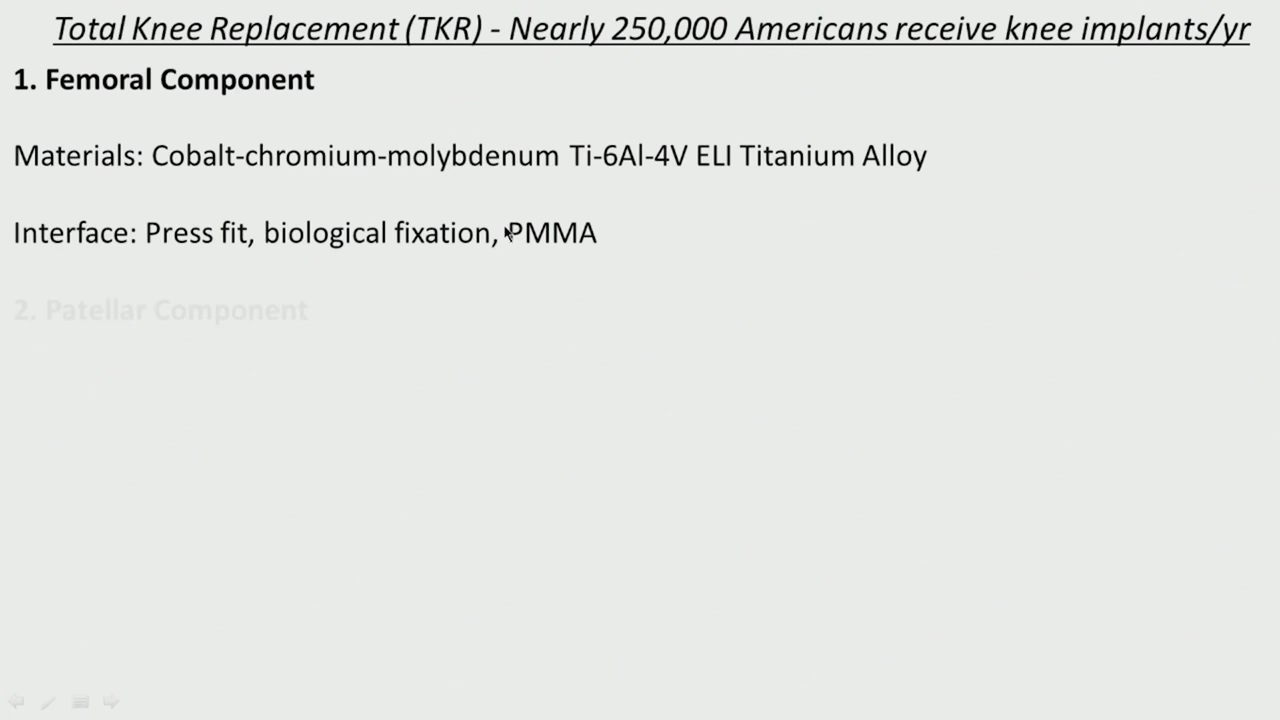 Total Knee Replacement (TKR) - Nearly 250,000 Americans receive knee implants/yr
1. Femoral Component
Materials: Cobalt-chromium-molybdenum Ti-6Al-4V ELI Titanium Alloy
Interface: Press fit, biological fixation, PMMA
2. Patellar Component